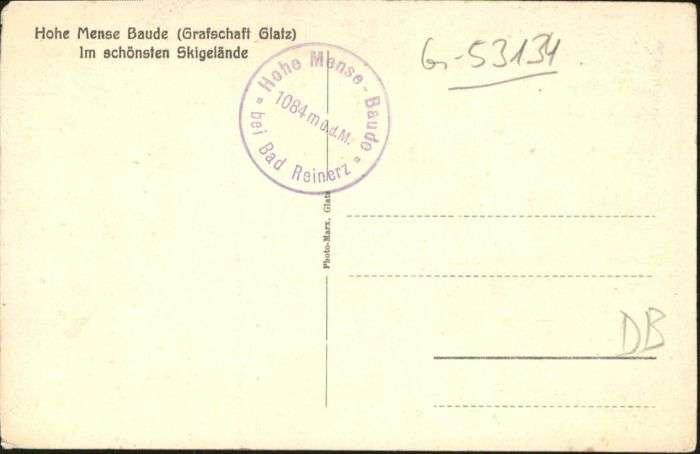 Hohe Mense Baude (Grafschaft Glatz)
Im schönsten Skigelände
Hohe Mense-Baude
1084 m ü.d.M.
bei Bad Reinerz
Gr-53134
Photo-Marx. Glatz
DB